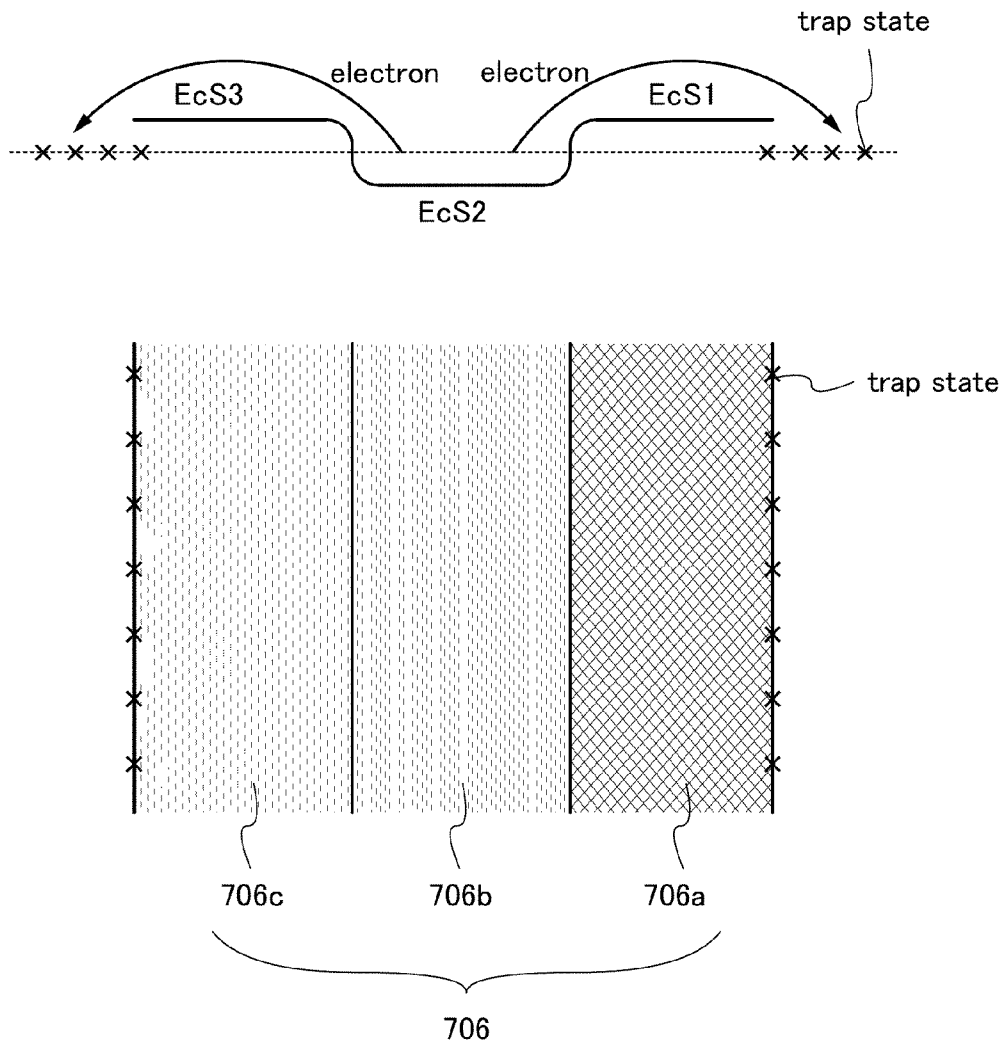 trap state
electron electron
EcS3 EcS1
EcS2
trap state
706c 706b 706a
706